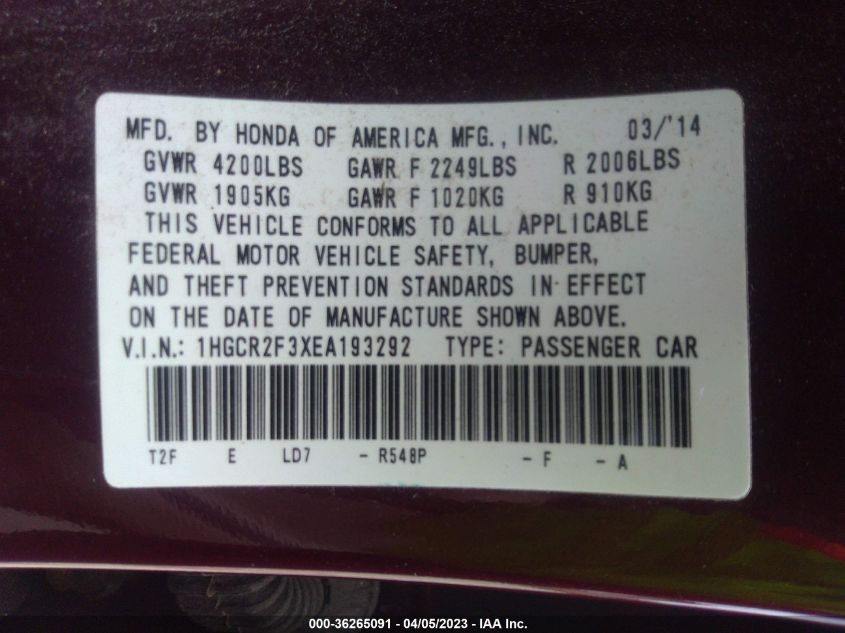 MFD. BY HONDA OF AMERICA MFG., INC. 03/'14
GVWR 4200LBS GAWR F 2249LBS R 2006LBS
GVWR 1905KG GAWR F 1020KG R 910KG
THIS VEHICLE CONFORMS TO ALL APPLICABLE
FEDERAL MOTOR VEHICLE SAFETY, BUMPER,
AND THEFT PREVENTION STANDARDS IN EFFECT
ON THE DATE OF MANUFACTURE SHOWN ABOVE.
V.I.N.: 1HGCR2F3XEA193292 TYPE: PASSENGER CAR
T2F E LD7 - R548P - F - A
000-36265091 - 04/05/2023 - IAA Inc.